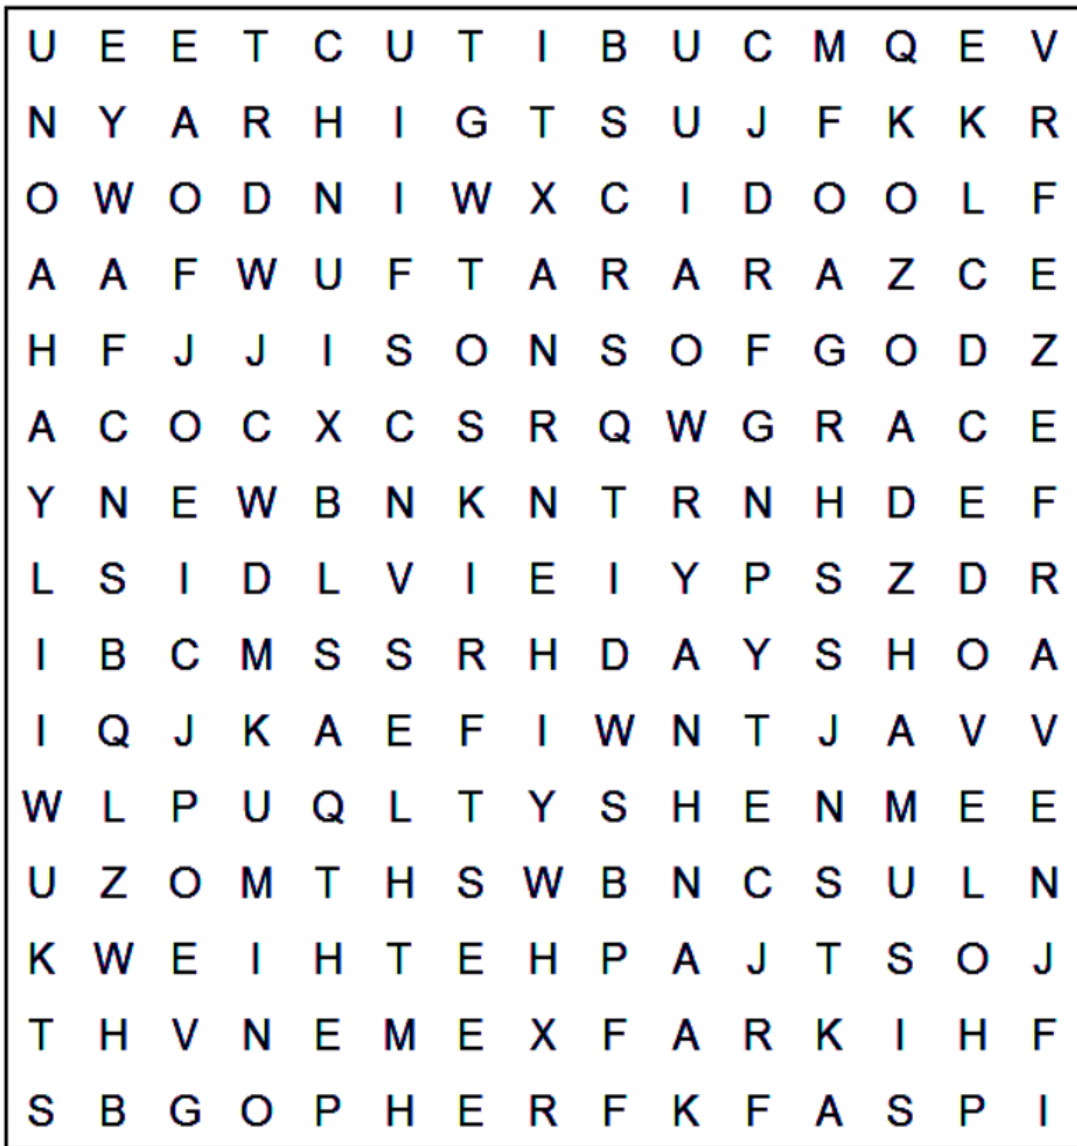 U E E T C U T I B U C M Q E V
N Y A R H I G T S U J F K K R
O W O D N I W X C I D O O L F
A A F W U F T A R A R A Z C E
H F J J I S O N S O F G O D Z
A C O C X C S R Q W G R A C E
Y N E W B N K N T R N H D E F
L S I D L V I E I Y P S Z D R
I B C M S S R H D A Y S H O A
I Q J K A E F I W N T J A V V
W L P U Q L T Y S H E N M E E
U Z O M T H S W B N C S U L N
K W E I H T E H P A J T S O J
T H V N E M E X F A R K I H F
S B G O P H E R F K F A S P I